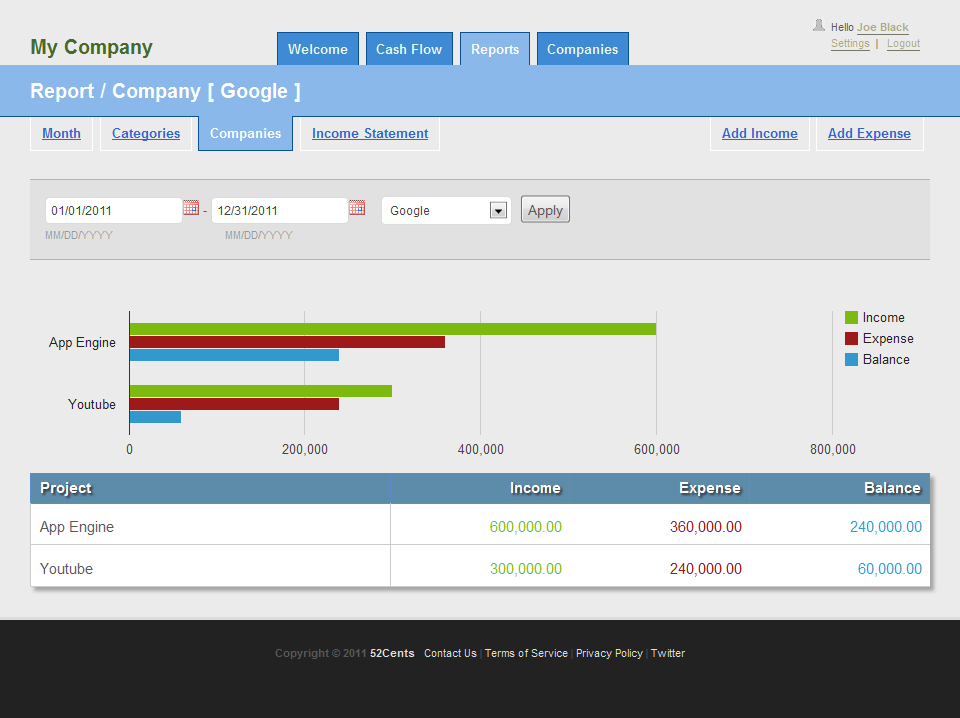 Hello Joe Black
Settings | Logout
My Company
Welcome
Cash Flow
Reports
Companies
Report / Company [ Google ]
Month
Categories
Companies
Income Statement
Add Income
Add Expense
01/01/2011 - 12/31/2011 Google Apply
MM/DD/YYYY MM/DD/YYYY
Income
Expense
Balance
App Engine
Youtube
0 200,000 400,000 600,000 800,000
Project Income Expense Balance
App Engine 600,000.00 360,000.00 240,000.00
Youtube 300,000.00 240,000.00 60,000.00
Copyright © 2011 52Cents Contact Us | Terms of Service | Privacy Policy | Twitter